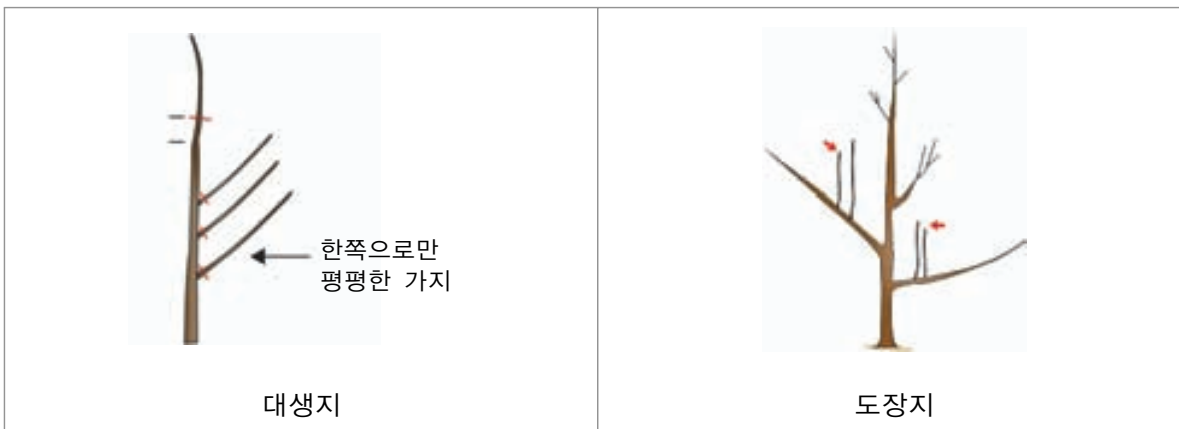 한쪽으로만
평평한 가지
대생지
도장지